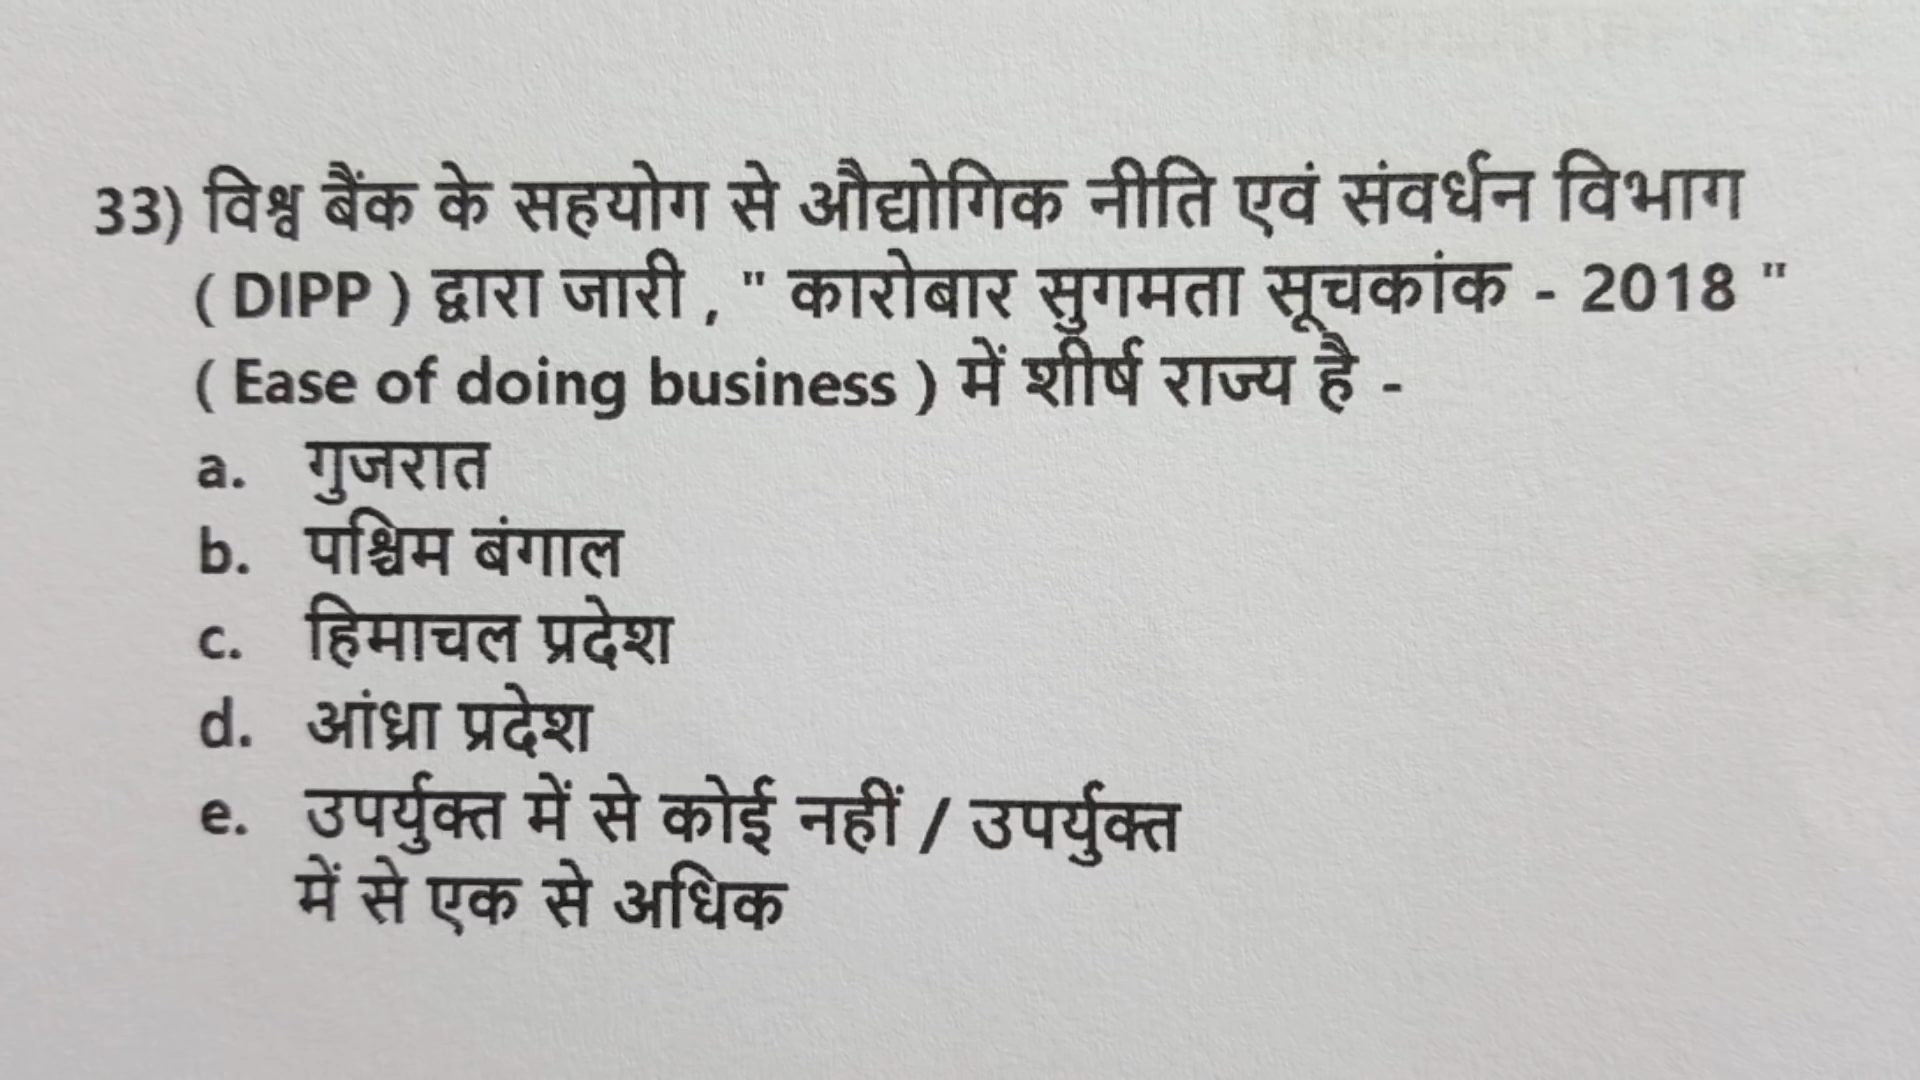 33) विश्व बैंक के सहयोग से औद्योगिक नीति एवं संवर्धन विभाग
( DIPP ) द्वारा जारी , " कारोबार सुगमता सूचकांक - 2018 "
( Ease of doing business ) में शीर्ष राज्य है -
a. गुजरात
b. पश्चिम बंगाल
c. हिमाचल प्रदेश
d. आंध्रा प्रदेश
e. उपर्युक्त में से कोई नहीं / उपर्युक्त
में से एक से अधिक